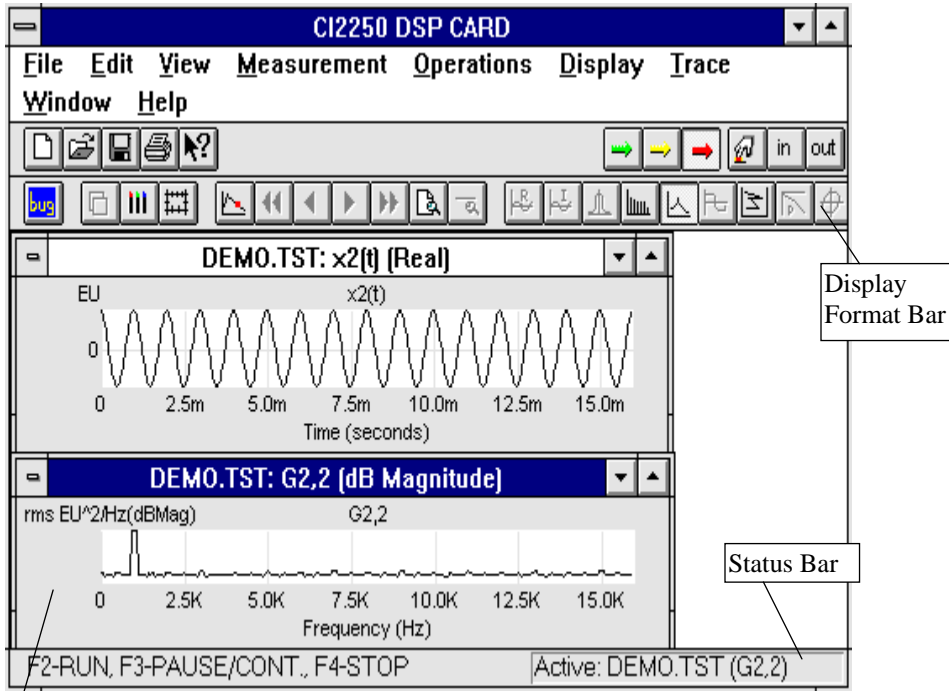 CI2250 DSP CARD
File Edit View Measurement Operations Display Trace
Window Help
in out
bug
R I
DEMO.TST: x2(t) (Real)
EU x2(t)
0
0 2.5m 5.0m 7.5m 10.0m 12.5m 15.0m
Time (seconds)
Display
Format Bar
DEMO.TST: G2,2 (dB Magnitude)
rms EU^2/Hz(dBMag) G2,2
0 2.5K 5.0K 7.5K 10.0K 12.5K 15.0K
Frequency (Hz)
Status Bar
F2-RUN, F3-PAUSE/CONT., F4-STOP Active: DEMO.TST (G2,2)